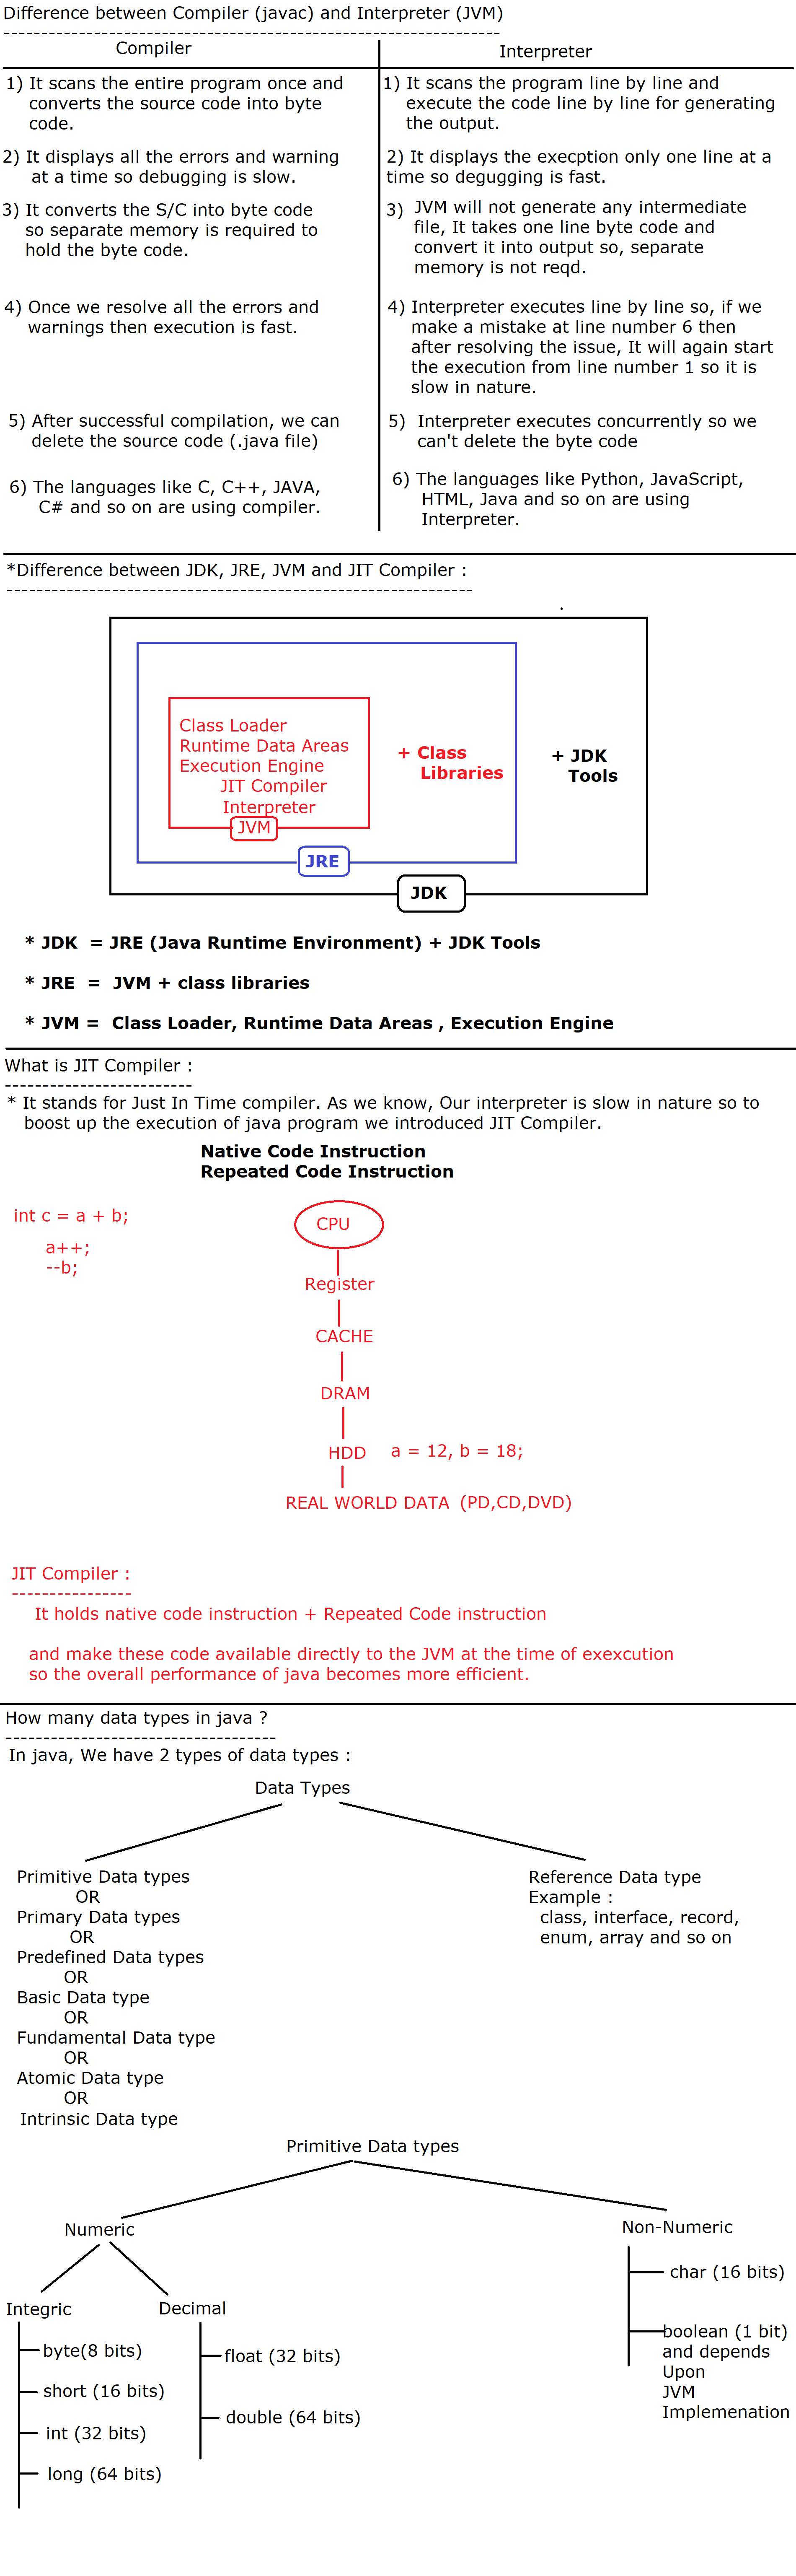 Difference between Compiler (javac) and Interpreter (JVM)
------------------------------------------------------------------
Compiler
1) It scans the entire program once and
converts the source code into byte
code.
2) It displays all the errors and warning
at a time so debugging is slow.
3) It converts the S/C into byte code
so separate memory is required to
hold the byte code.
4) Once we resolve all the errors and
warnings then execution is fast.
5) After successful compilation, we can
delete the source code (.java file)
6) The languages like C, C++, JAVA,
C# and so on are using compiler.
Interpreter
1) It scans the program line by line and
execute the code line by line for generating
the output.
2) It displays the execption only one line at a
time so degugging is fast.
3) JVM will not generate any intermediate
file, It takes one line byte code and
convert it into output so, separate
memory is not reqd.
4) Interpreter executes line by line so, if we
make a mistake at line number 6 then
after resolving the issue, It will again start
the execution from line number 1 so it is
slow in nature.
5) Interpreter executes concurrently so we
can't delete the byte code
6) The languages like Python, JavaScript,
HTML, Java and so on are using
Interpreter.
*Difference between JDK, JRE, JVM and JIT Compiler :
--------------------------------------------------------------
.
Class Loader
Runtime Data Areas
Execution Engine
JIT Compiler
Interpreter
JVM
+ Class
Libraries
JRE
+ JDK
Tools
JDK
* JDK = JRE (Java Runtime Environment) + JDK Tools
* JRE = JVM + class libraries
* JVM = Class Loader, Runtime Data Areas , Execution Engine
What is JIT Compiler :
-------------------------
* It stands for Just In Time compiler. As we know, Our interpreter is slow in nature so to
boost up the execution of java program we introduced JIT Compiler.
Native Code Instruction
Repeated Code Instruction
int c = a + b;
a++;
--b;
CPU
Register
CACHE
DRAM
HDD a = 12, b = 18;
REAL WORLD DATA (PD,CD,DVD)
JIT Compiler :
----------------
It holds native code instruction + Repeated Code instruction
and make these code available directly to the JVM at the time of exexcution
so the overall performance of java becomes more efficient.
How many data types in java ?
------------------------------------
In java, We have 2 types of data types :
Data Types
Primitive Data types
OR
Primary Data types
OR
Predefined Data types
OR
Basic Data type
OR
Fundamental Data type
OR
Atomic Data type
OR
Intrinsic Data type
Reference Data type
Example :
class, interface, record,
enum, array and so on
Primitive Data types
Numeric
Integric
byte(8 bits)
short (16 bits)
int (32 bits)
long (64 bits)
Decimal
float (32 bits)
double (64 bits)
Non-Numeric
char (16 bits)
boolean (1 bit)
and depends
Upon
JVM
Implemenation